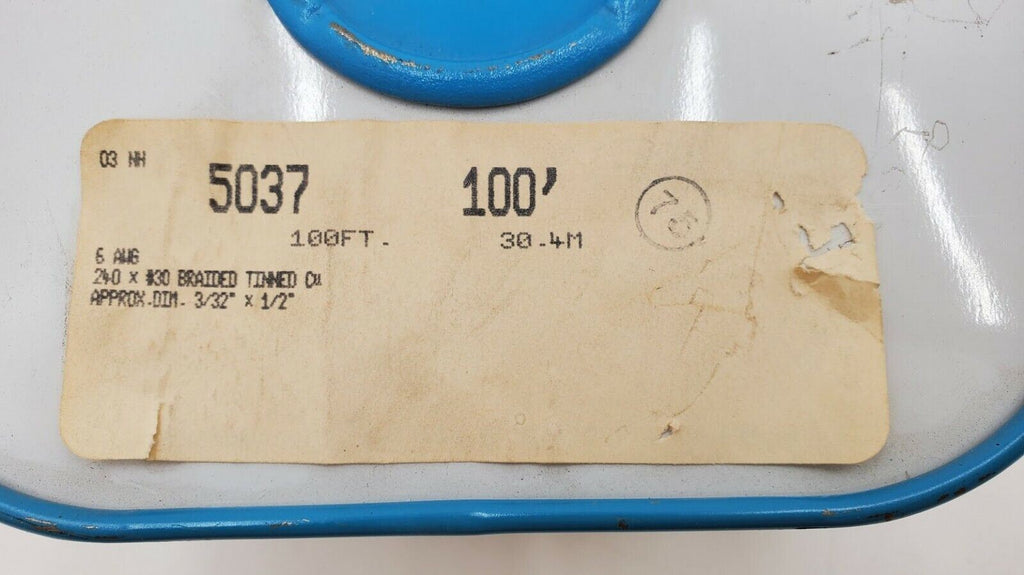 03 NN
5037 100'
100FT. 30.4M
75
6 AWG
240 x #30 BRAIDED TINNED Cu
APPROX.DIM. 3/32" x 1/2"